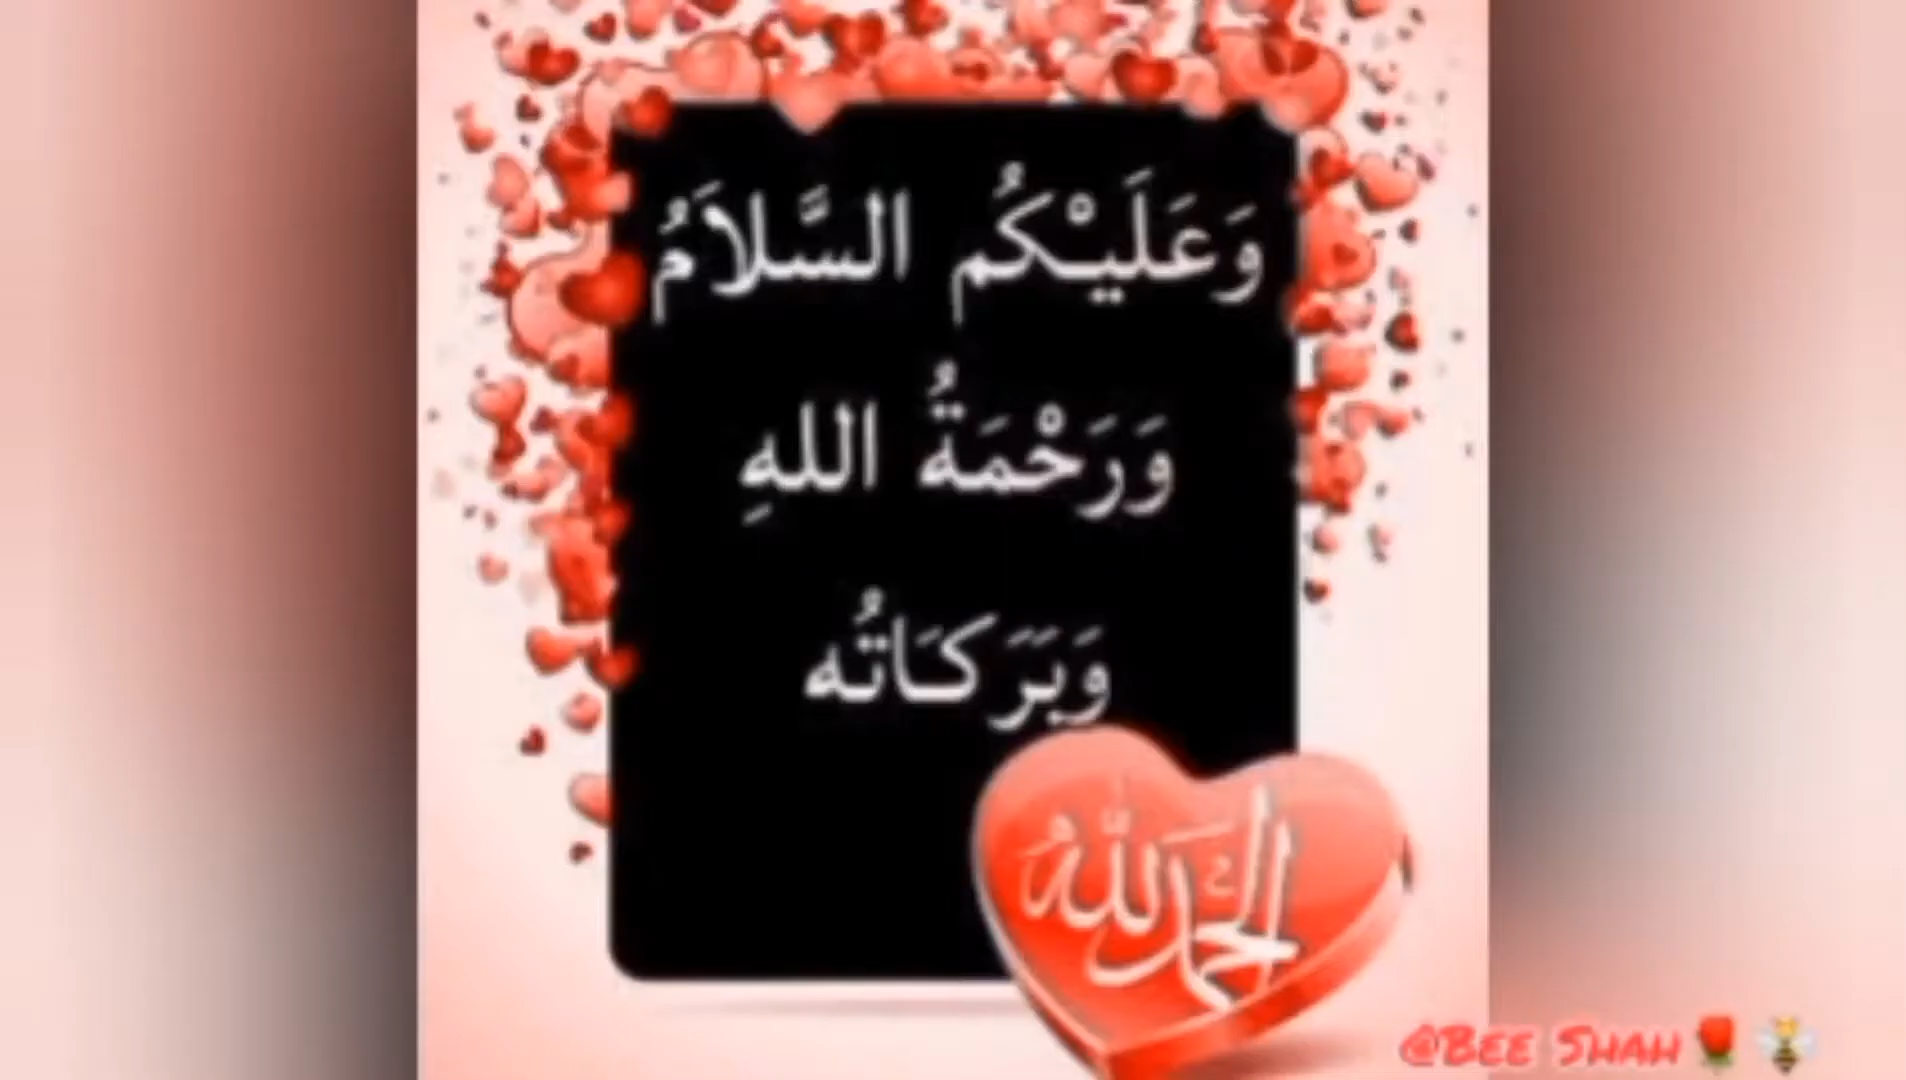 وَعَلَيْكُم السَّلاَمُ
وَرَحْمَةُ اللهِ
وَبَرَكَاتُه
الحمد لله
@Bee Shah🌹🐝